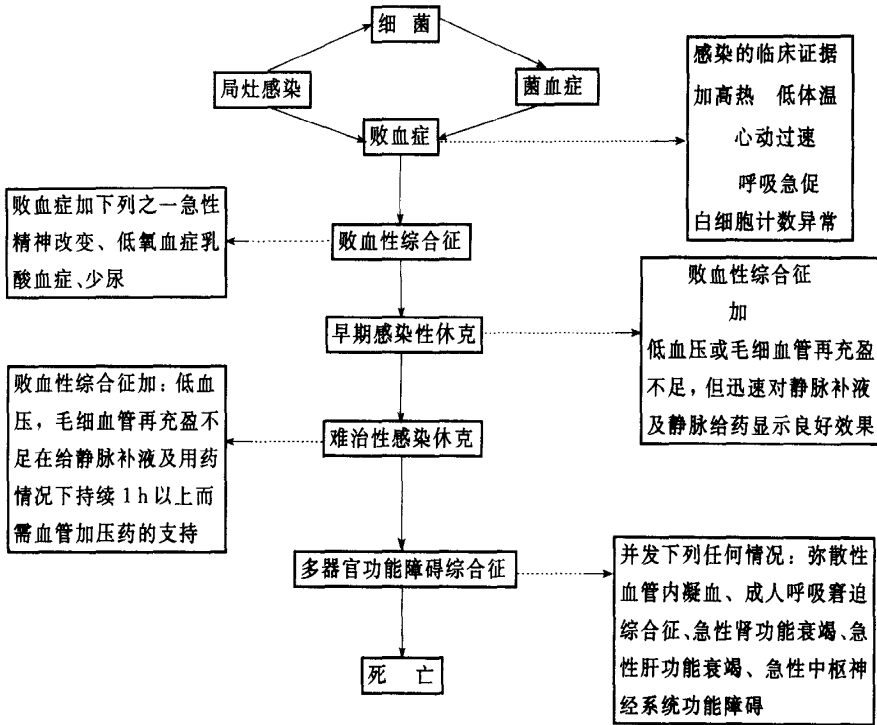 细 菌
局灶感染
菌血症
败血症
感染的临床证据
加高热 低体温
心动过速
呼吸急促
白细胞计数异常
败血症加下列之一急性
精神改变、低氧血症乳
酸血症、少尿
败血性综合征
败血性综合征
加
低血压或毛细血管再充盈
不足，但迅速对静脉补液
及静脉给药显示良好效果
早期感染性休克
败血性综合征加：低血
压，毛细血管再充盈不
足在给静脉补液及用药
情况下持续1h以上而
需血管加压药的支持
难治性感染休克
多器官功能障碍综合征
并发下列任何情况：弥散性
血管内凝血、成人呼吸窘迫
综合征、急性肾功能衰竭、急
性肝功能衰竭、急性中枢神
经系统功能障碍
死 亡